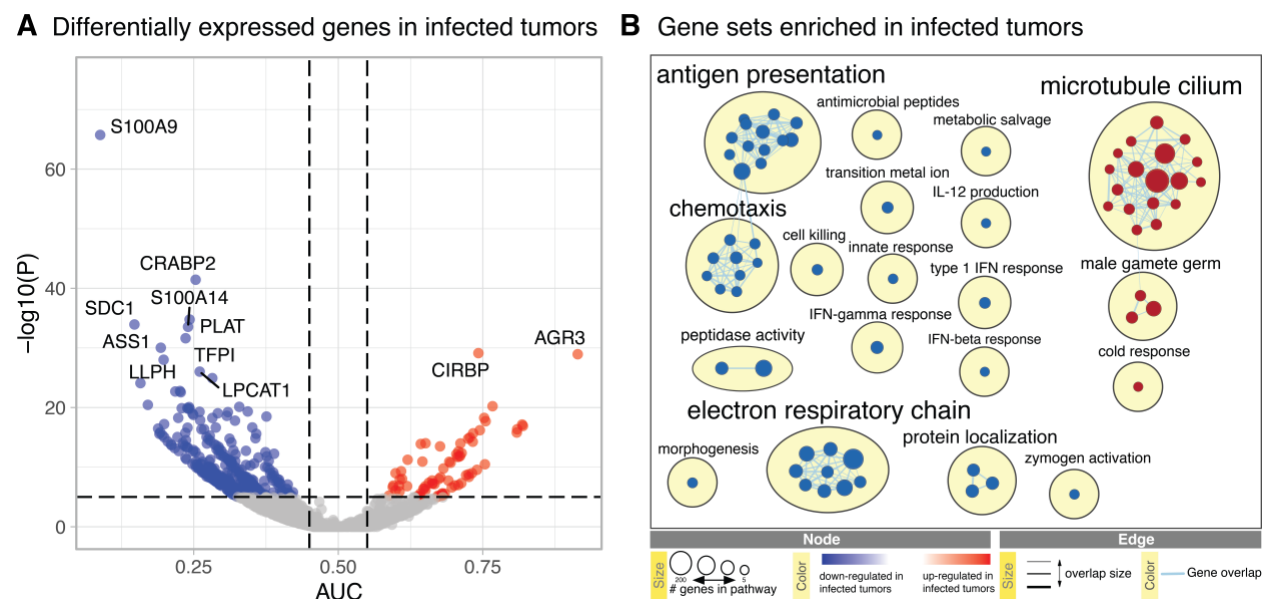 A Differentially expressed genes in infected tumors
S100A9
CRABP2
S100A14
SDC1
PLAT
ASS1
TFPI
LLPH
LPCAT1
AGR3
CIRBP
60
40
20
0
−log10(P)
0.25
0.50
0.75
AUC
B Gene sets enriched in infected tumors
antigen presentation
microtubule cilium
antimicrobial peptides
metabolic salvage
transition metal ion
IL-12 production
chemotaxis
cell killing
innate response
type 1 IFN response
male gamete germ
IFN-gamma response
peptidase activity
IFN-beta response
cold response
electron respiratory chain
protein localization
morphogenesis
zymogen activation
Node
Edge
Size
200
5
# genes in pathway
Color
down-regulated in
infected tumors
up-regulated in
infected tumors
Size
overlap size
Color
Gene overlap